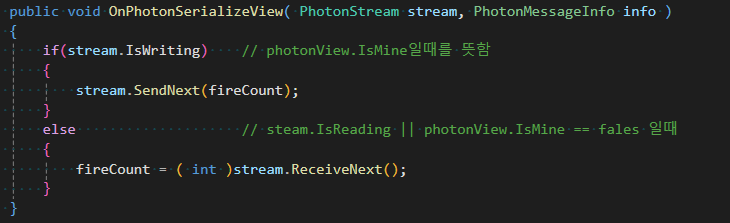 public void OnPhotonSerializeView( PhotonStream stream, PhotonMessageInfo info )
{
if(stream.IsWriting) // photonView.IsMine일때를 뜻함
{
stream.SendNext(fireCount);
}
else // steam.IsReading || photonView.IsMine == fales 일때
{
fireCount = ( int )stream.ReceiveNext();
}
}